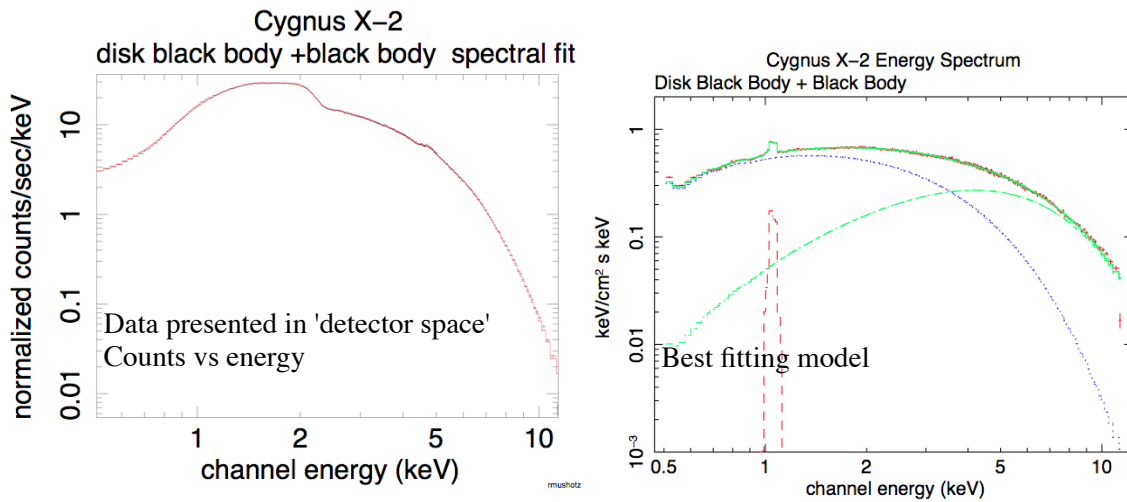 Cygnus X−2
disk black body +black body spectral fit
normalized counts/sec/keV
10
1
0.1
0.01
Data presented in 'detector space'
Counts vs energy
1
2
5
10
channel energy (keV)
rmushotz
Cygnus X−2 Energy Spectrum
Disk Black Body + Black Body
keV/cm² s keV
1
0.1
0.01
10⁻³
Best fitting model
0.5
1
2
5
10
channel energy (keV)